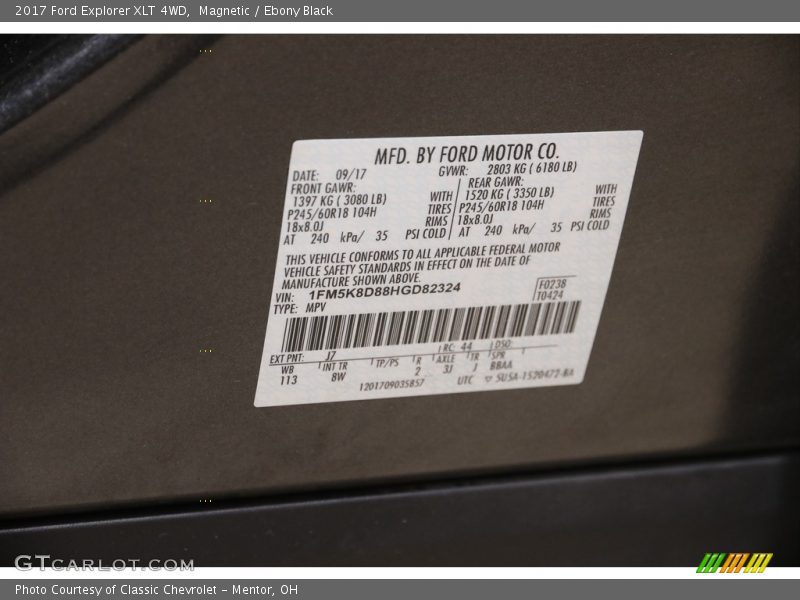 2017 Ford Explorer XLT 4WD, Magnetic / Ebony Black
MFD. BY FORD MOTOR CO.
DATE: 09/17 GVWR: 2803 KG ( 6180 LB)
FRONT GAWR: REAR GAWR:
1397 KG ( 3080 LB) WITH 1520 KG ( 3350 LB) WITH
P245/60R18 104H TIRES P245/60R18 104H TIRES
18x8.0J RIMS 18x8.0J RIMS
AT 240 kPa/ 35 PSI COLD AT 240 kPa/ 35 PSI COLD
THIS VEHICLE CONFORMS TO ALL APPLICABLE FEDERAL MOTOR
VEHICLE SAFETY STANDARDS IN EFFECT ON THE DATE OF
MANUFACTURE SHOWN ABOVE.
VIN: 1FM5K8D88HGD82324 F0238
TYPE: MPV T0424
EXT PNT: J7 RC: 44 DSO:
WB INT TR TP/PS R AXLE TR SPR
113 8W 2 3J J BBAA
1201709035857 UTC ▽ SU5A-1520472-BA
GTCARLOT.COM
Photo Courtesy of Classic Chevrolet - Mentor, OH